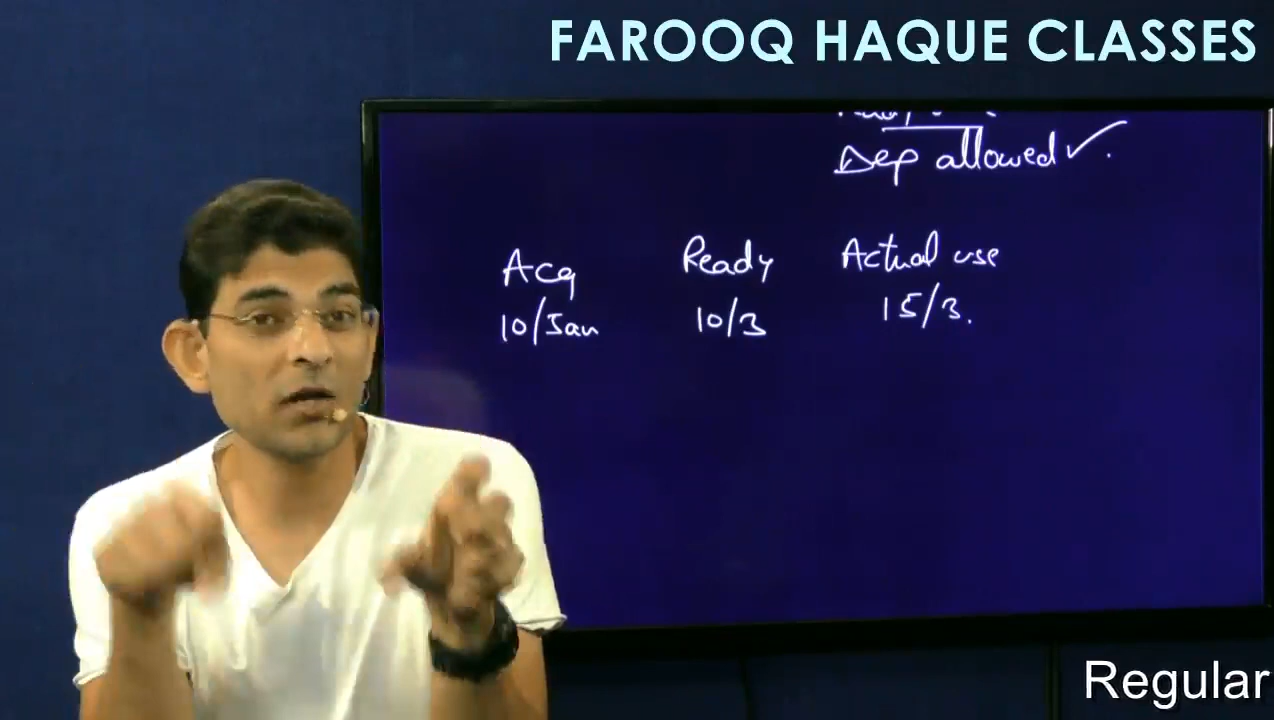 FAROOQ HAQUE CLASSES
Dep allowed ✓.
Acq Ready Actual use
10/Jan 10/3 15/3.
Regular